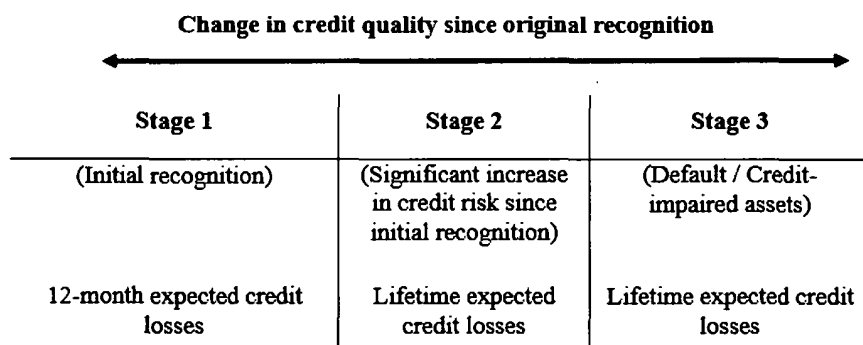 Change in credit quality since original recognition
Stage 1
Stage 2
Stage 3
(Initial recognition)
(Significant increase
in credit risk since
initial recognition)
(Default / Credit-
impaired assets)
12-month expected credit
losses
Lifetime expected
credit losses
Lifetime expected credit
losses